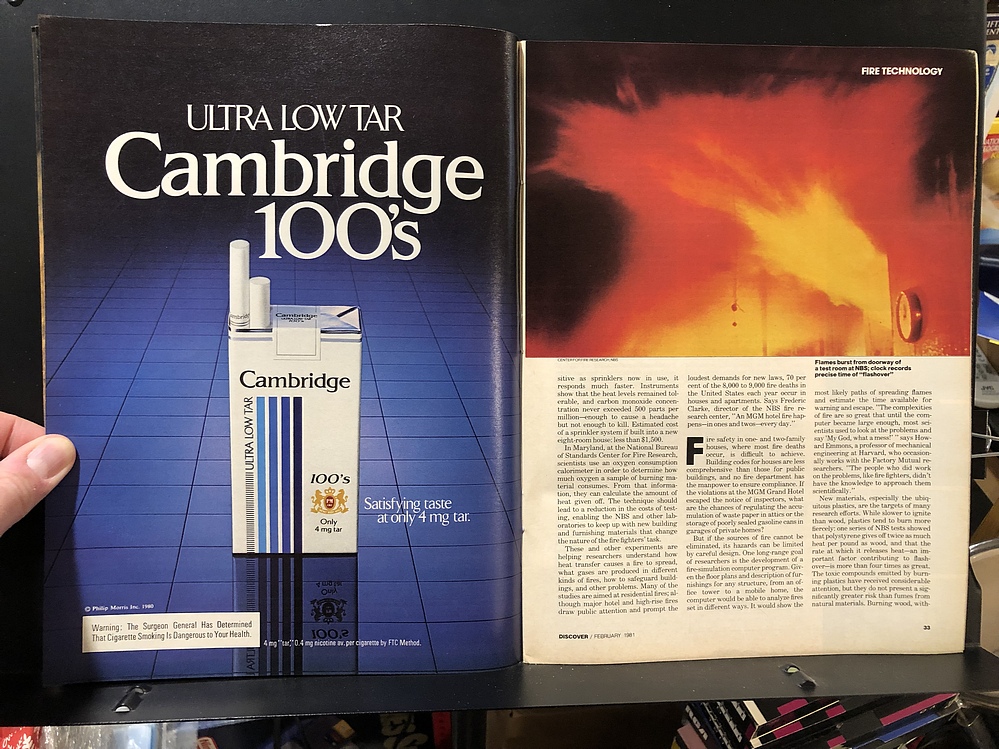 ULTRA LOW TAR
Cambridge
100's
Cambridge
Cambridge
ULTRA LOW TAR
100's
Only
4 mg tar
Satisfying taste
at only 4 mg tar.
© Philip Morris Inc. 1980
Warning: The Surgeon General Has Determined
That Cigarette Smoking Is Dangerous to Your Health.
4 mg "tar," 0.4 mg nicotine av. per cigarette by FTC Method.
FIRE TECHNOLOGY
CENTER FOR FIRE RESEARCH, NBS
Flames burst from doorway of
a test room at NBS; clock records
precise time of "flashover"
sitive as sprinklers now in use, it
responds much faster. Instruments
show that the heat levels remained tol-
erable, and carbon monoxide concen-
tration never exceeded 500 parts per
million—enough to cause a headache
but not enough to kill. Estimated cost
of a sprinkler system if built into a new
eight-room house: less than $1,500.
In Maryland, at the National Bureau
of Standards Center for Fire Research,
scientists use an oxygen consumption
calorimeter in order to determine how
much oxygen a sample of burning ma-
terial consumes. From that informa-
tion, they can calculate the amount of
heat given off. The technique should
lead to a reduction in the costs of test-
ing, enabling the NBS and other lab-
oratories to keep up with new building
and furnishing materials that change
the nature of the fire fighters' task.
These and other experiments are
helping researchers understand how
heat transfer causes a fire to spread,
what gases are produced in different
kinds of fires, how to safeguard build-
ings, and other problems. Many of the
studies are aimed at residential fires; al-
though major hotel and high-rise fires
draw public attention and prompt the
loudest demands for new laws, 70 per
cent of the 8,000 to 9,000 fire deaths in
the United States each year occur in
houses and apartments. Says Frederic
Clarke, director of the NBS fire re-
search center, "An MGM hotel fire hap-
pens—in ones and twos—every day."
Fire safety in one- and two-family
houses, where most fire deaths
occur, is difficult to achieve.
Building codes for houses are less
comprehensive than those for public
buildings, and no fire department has
the manpower to ensure compliance. If
the violations at the MGM Grand Hotel
escaped the notice of inspectors, what
are the chances of regulating the accu-
mulation of waste paper in attics or the
storage of poorly sealed gasoline cans in
garages of private homes?
But if the sources of fire cannot be
eliminated, its hazards can be limited
by careful design. One long-range goal
of researchers is the development of a
fire-simulation computer program. Giv-
en the floor plans and description of fur-
nishings for any structure, from an of-
fice tower to a mobile home, the
computer would be able to analyze fires
set in different ways. It would show the
most likely paths of spreading flames
and estimate the time available for
warning and escape. "The complexities
of fire are so great that until the com-
puter became large enough, most sci-
entists used to look at the problems and
say 'My God, what a mess!' " says How-
ard Emmons, a professor of mechanical
engineering at Harvard, who occasion-
ally works with the Factory Mutual re-
searchers. "The people who did work
on the problems, like fire fighters, didn't
have the knowledge to approach them
scientifically."
New materials, especially the ubiq-
uitous plastics, are the targets of many
research efforts. While slower to ignite
than wood, plastics tend to burn more
fiercely: one series of NBS tests showed
that polystyrene gives off twice as much
heat per pound as wood, and that the
rate at which it releases heat—an im-
portant factor contributing to flash-
over—is more than four times as great.
The toxic compounds emitted by burn-
ing plastics have received considerable
attention, but they do not present a sig-
nificantly greater risk than fumes from
natural materials. Burning wood, with-
DISCOVER / FEBRUARY 1981
33